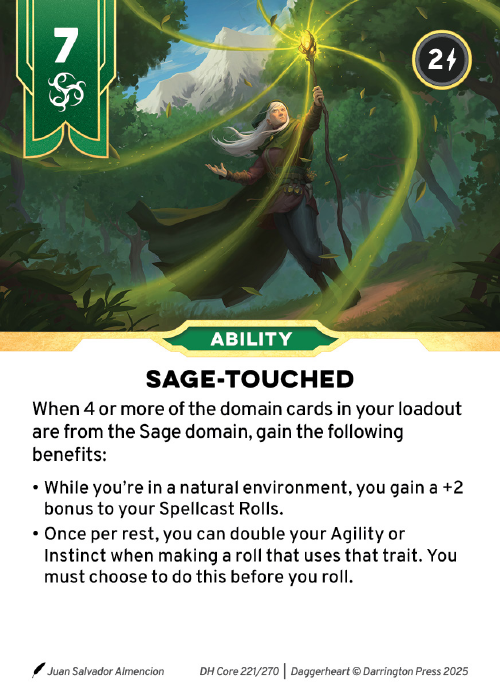 7
2
ABILITY
SAGE-TOUCHED
When 4 or more of the domain cards in your loadout
are from the Sage domain, gain the following
benefits:
• While you're in a natural environment, you gain a +2
bonus to your Spellcast Rolls.
• Once per rest, you can double your Agility or
Instinct when making a roll that uses that trait. You
must choose to do this before you roll.
Juan Salvador Almencion DH Core 221/270 | Daggerheart © Darrington Press 2025